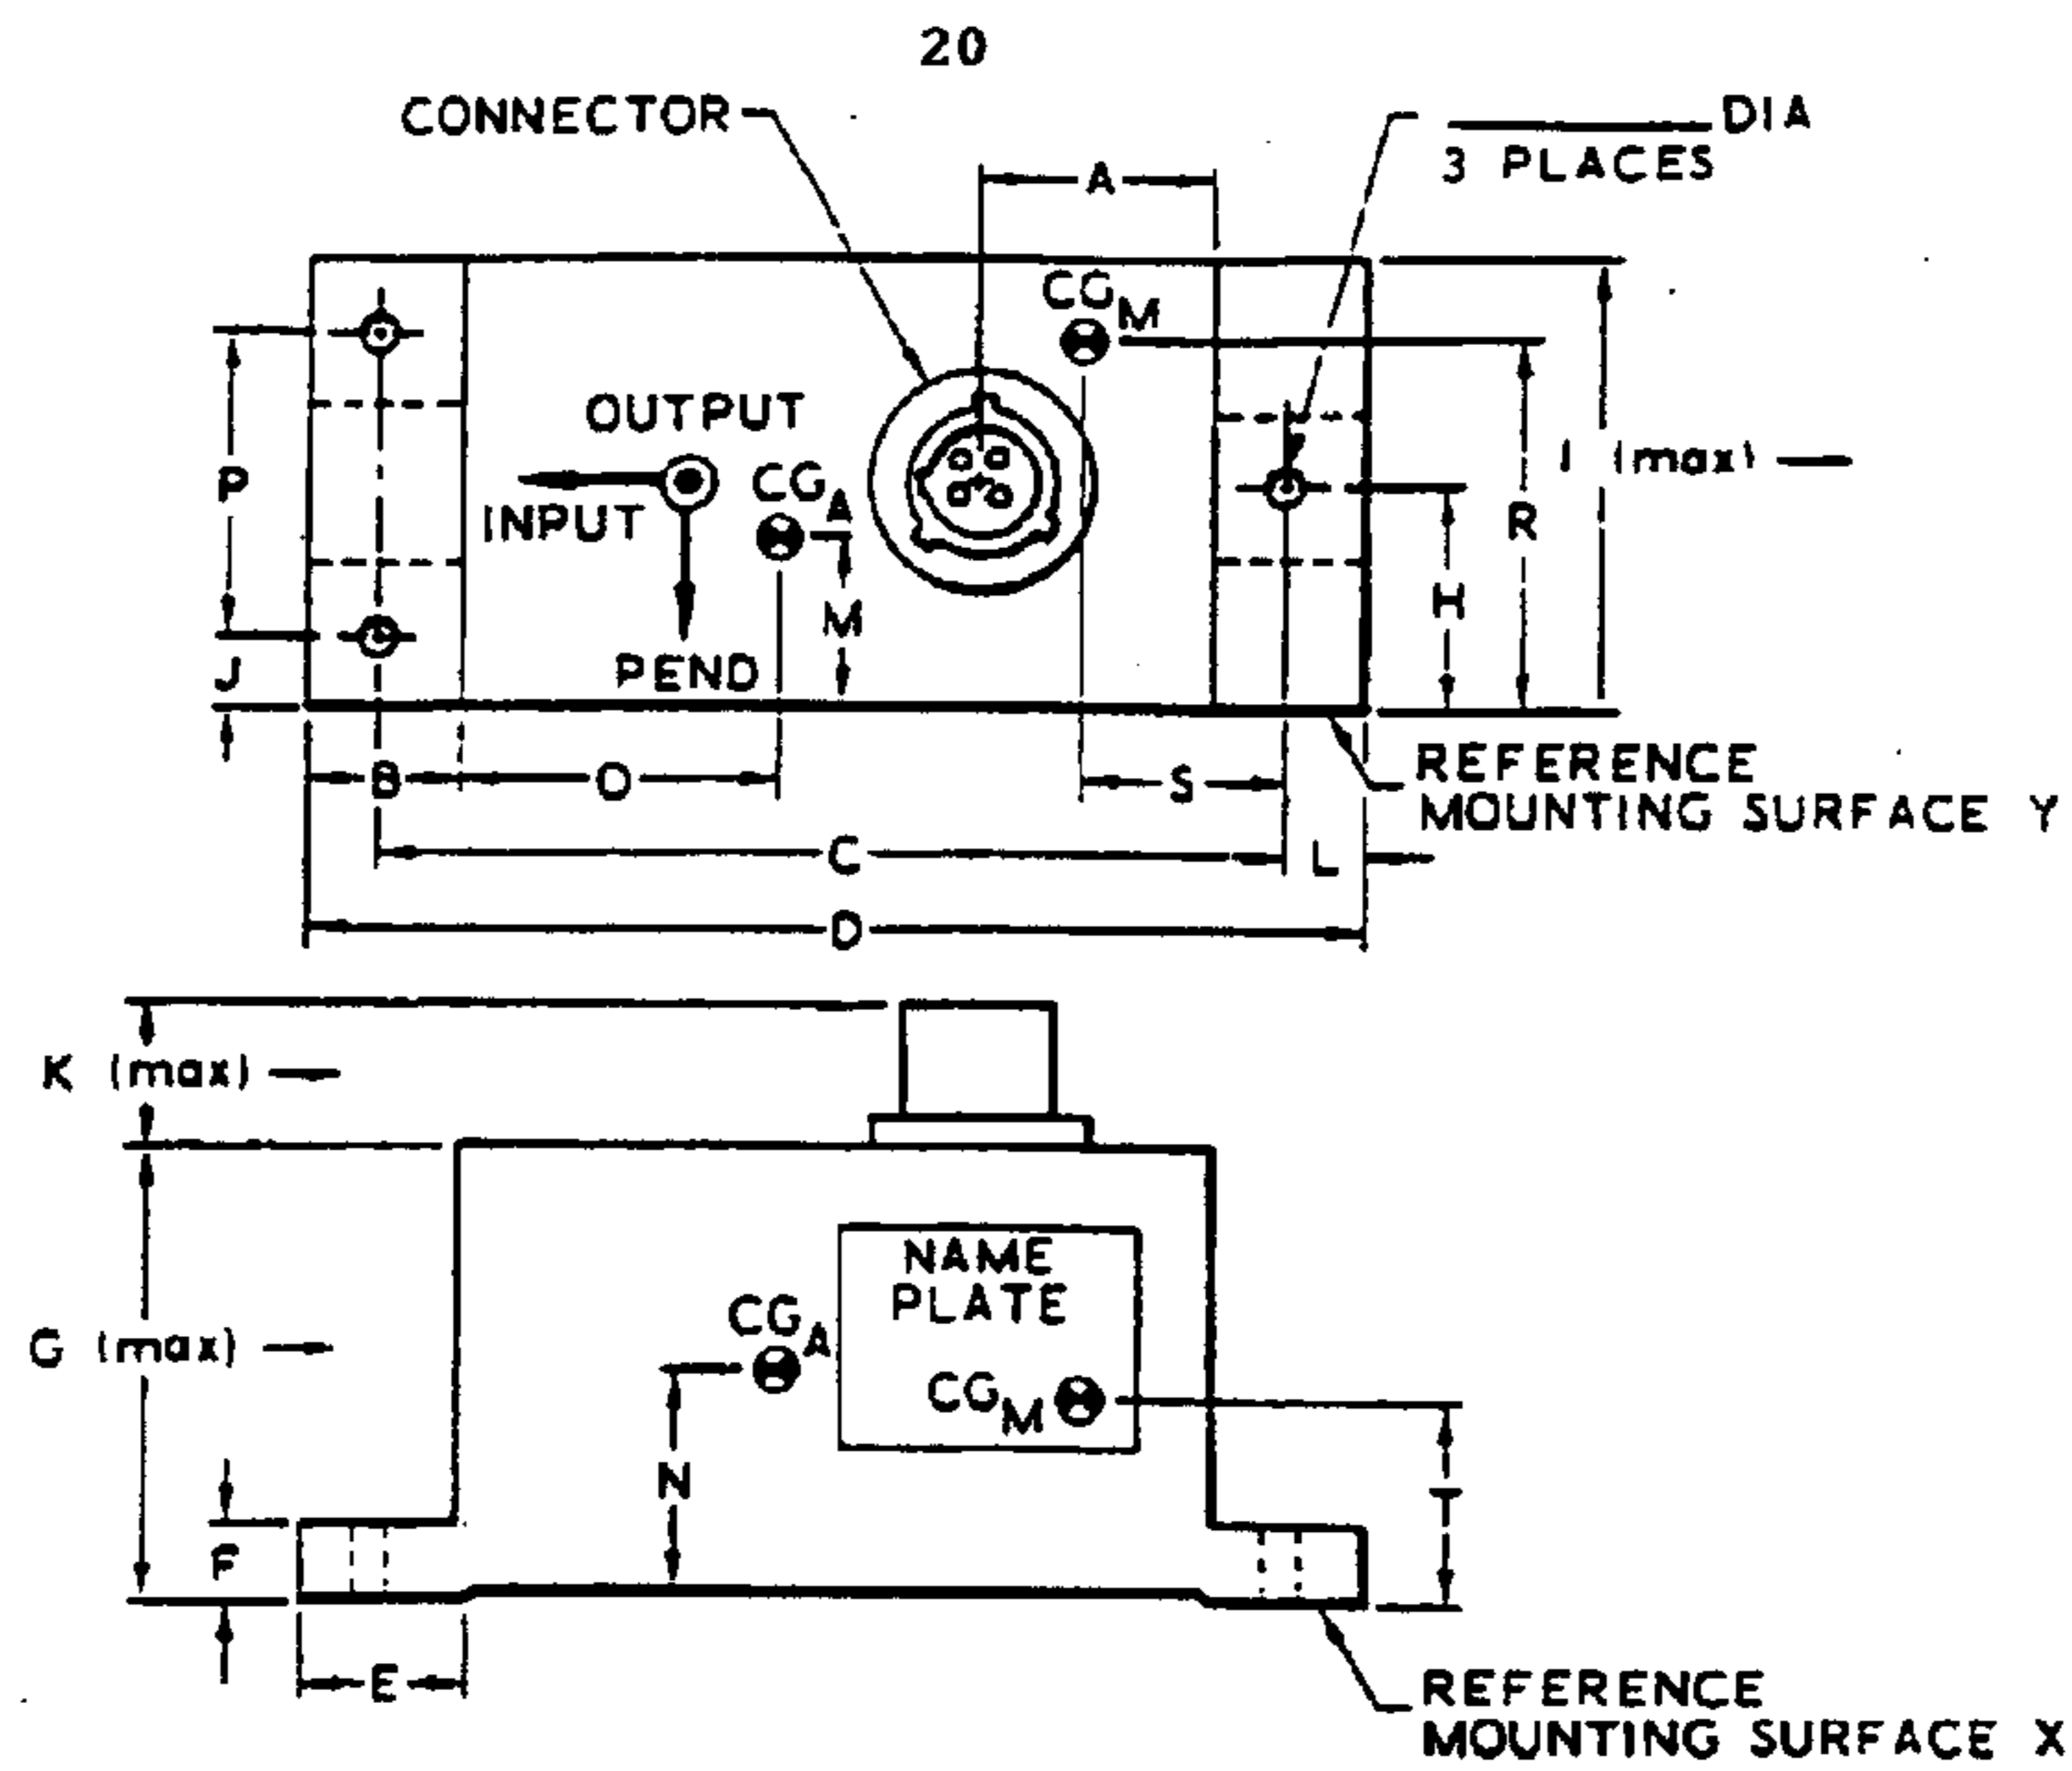 20
CONNECTOR
DIA
3 PLACES
A
CG M
OUTPUT
P
INPUT
CG A
I (max)
R
H
M
PEND
J
B
O
S
REFERENCE
MOUNTING SURFACE Y
C
L
D
K (max)
NAME
PLATE
CG A
G (max)
CG M
N
T
F
E
REFERENCE
MOUNTING SURFACE X